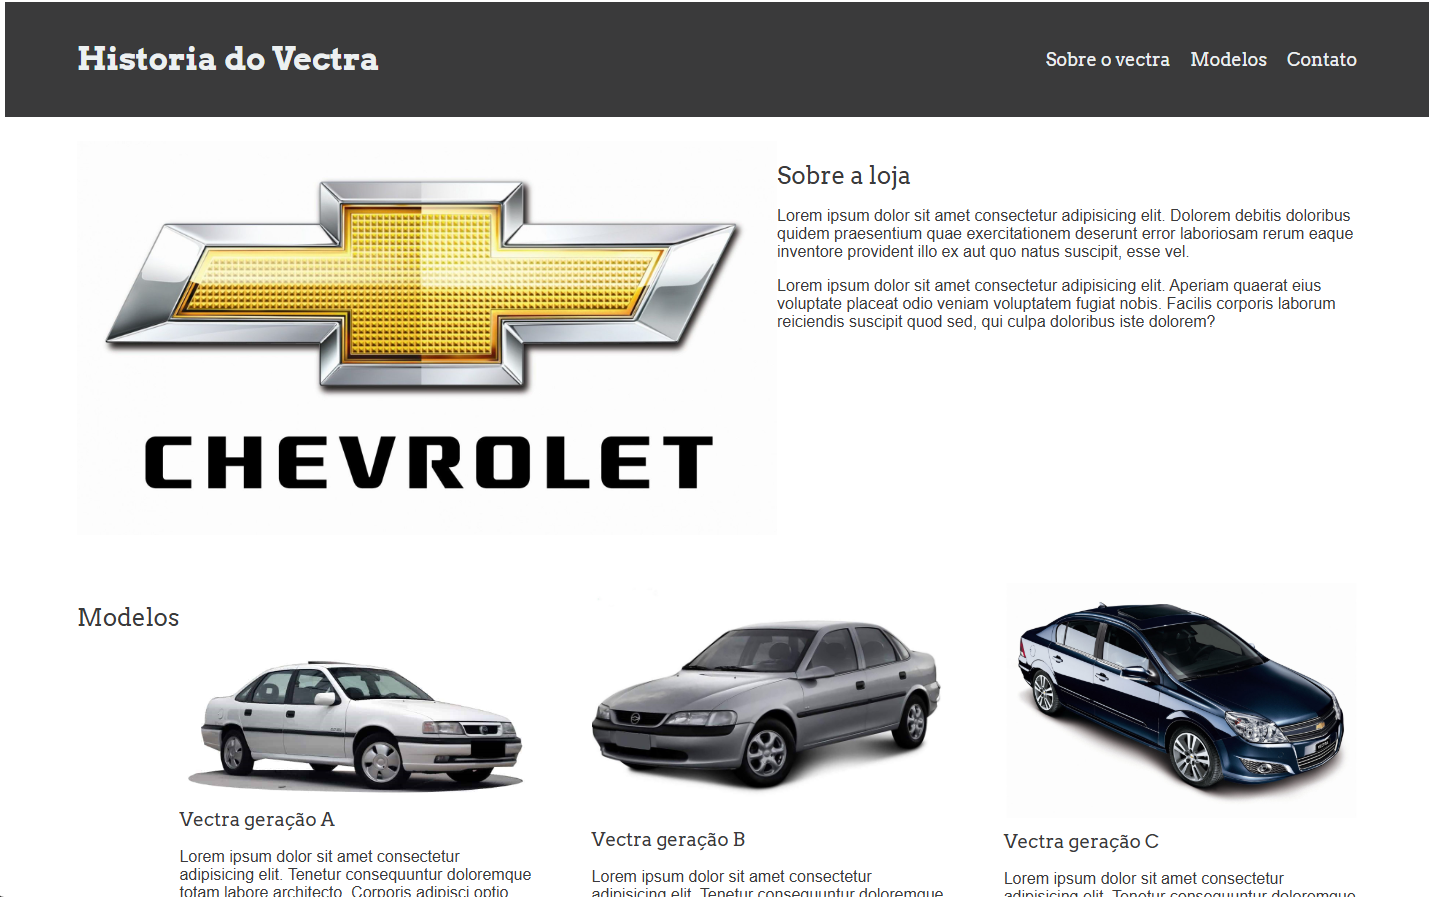 Historia do Vectra
Sobre o vectra Modelos Contato
CHEVROLET
Sobre a loja
Lorem ipsum dolor sit amet consectetur adipisicing elit. Dolorem debitis doloribus
quidem praesentium quae exercitationem deserunt error laboriosam rerum eaque
inventore provident illo ex aut quo natus suscipit, esse vel.
Lorem ipsum dolor sit amet consectetur adipisicing elit. Aperiam quaerat eius
voluptate placeat odio veniam voluptatem fugiat nobis. Facilis corporis laborum
reiciendis suscipit quod sed, qui culpa doloribus iste dolorem?
Modelos
Vectra geração A
Lorem ipsum dolor sit amet consectetur
adipisicing elit. Tenetur consequuntur doloremque
totam labore architecto. Corporis adipisci optio
Vectra geração B
Lorem ipsum dolor sit amet consectetur
adipisicing elit. Tenetur consequuntur doloremque
Vectra geração C
Lorem ipsum dolor sit amet consectetur
adipisicing elit. Tenetur consequuntur doloremque